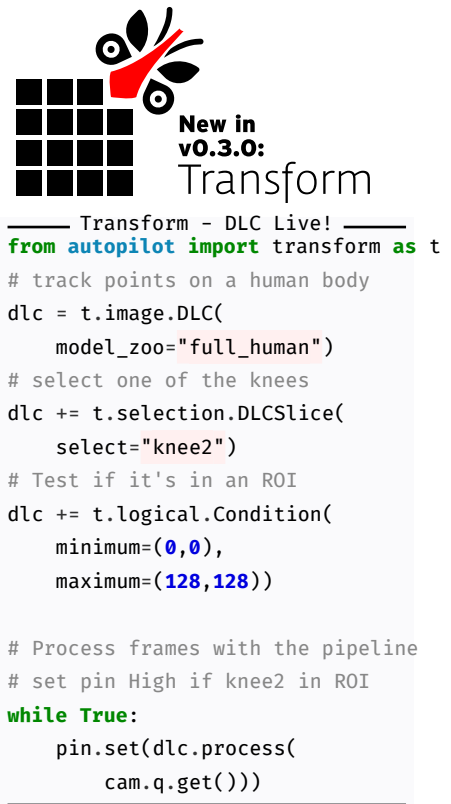 New in
v0.3.0:
Transform
Transform - DLC Live!
from autopilot import transform as t
# track points on a human body
dlc = t.image.DLC(
    model_zoo="full_human")
# select one of the knees
dlc += t.selection.DLCSlice(
    select="knee2")
# Test if it's in an ROI
dlc += t.logical.Condition(
    minimum=(0,0),
    maximum=(128,128))

# Process frames with the pipeline
# set pin High if knee2 in ROI
while True:
    pin.set(dlc.process(
        cam.q.get()))